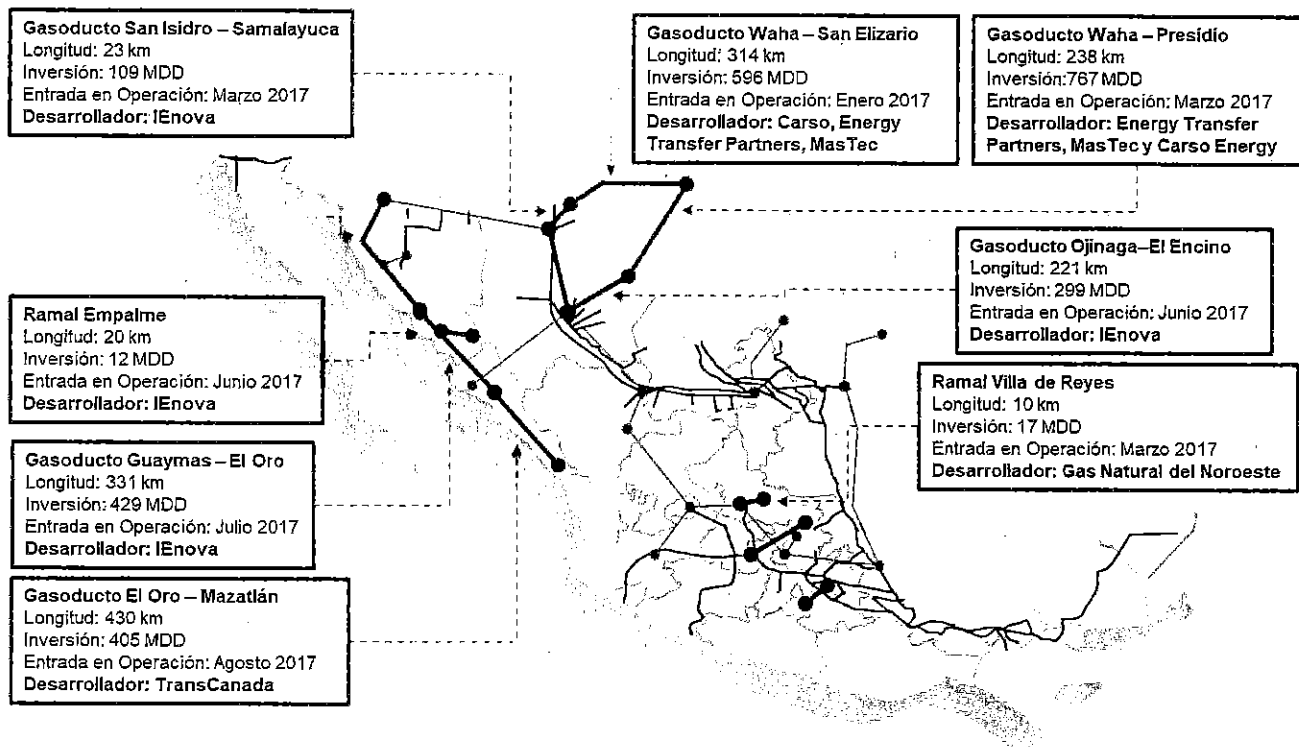 Gasoducto San Isidro – Samalayuca
Longitud: 23 km
Inversión: 109 MDD
Entrada en Operación: Marzo 2017
Desarrollador: IEnova
Gasoducto Waha – San Elizario
Longitud: 314 km
Inversión: 596 MDD
Entrada en Operación: Enero 2017
Desarrollador: Carso, Energy
Transfer Partners, MasTec
Gasoducto Waha – Presidio
Longitud: 238 km
Inversión:767 MDD
Entrada en Operación: Marzo 2017
Desarrollador: Energy Transfer
Partners, MasTec y Carso Energy
Gasoducto Ojinaga–El Encino
Longitud: 221 km
Inversión: 299 MDD
Entrada en Operación: Junio 2017
Desarrollador: IEnova
Ramal Empalme
Longitud: 20 km
Inversión: 12 MDD
Entrada en Operación: Junio 2017
Desarrollador: IEnova
Ramal Villa de Reyes
Longitud: 10 km
Inversión: 17 MDD
Entrada en Operación: Marzo 2017
Desarrollador: Gas Natural del Noroeste
Gasoducto Guaymas – El Oro
Longitud: 331 km
Inversión: 429 MDD
Entrada en Operación: Julio 2017
Desarrollador: IEnova
Gasoducto El Oro – Mazatlán
Longitud: 430 km
Inversión: 405 MDD
Entrada en Operación: Agosto 2017
Desarrollador: TransCanada